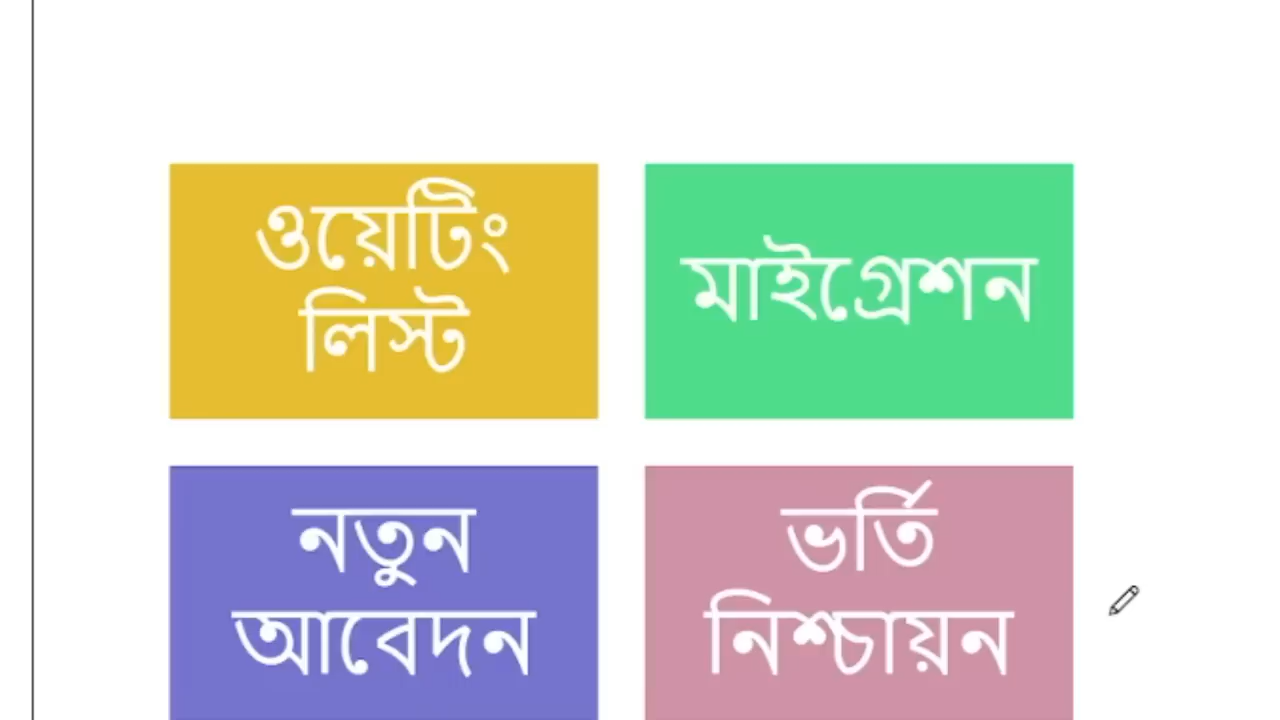 ওয়েটিং
লিস্ট
মাইগ্রেশন
নতুন
আবেদন
ভর্তি
নিশ্চায়ন